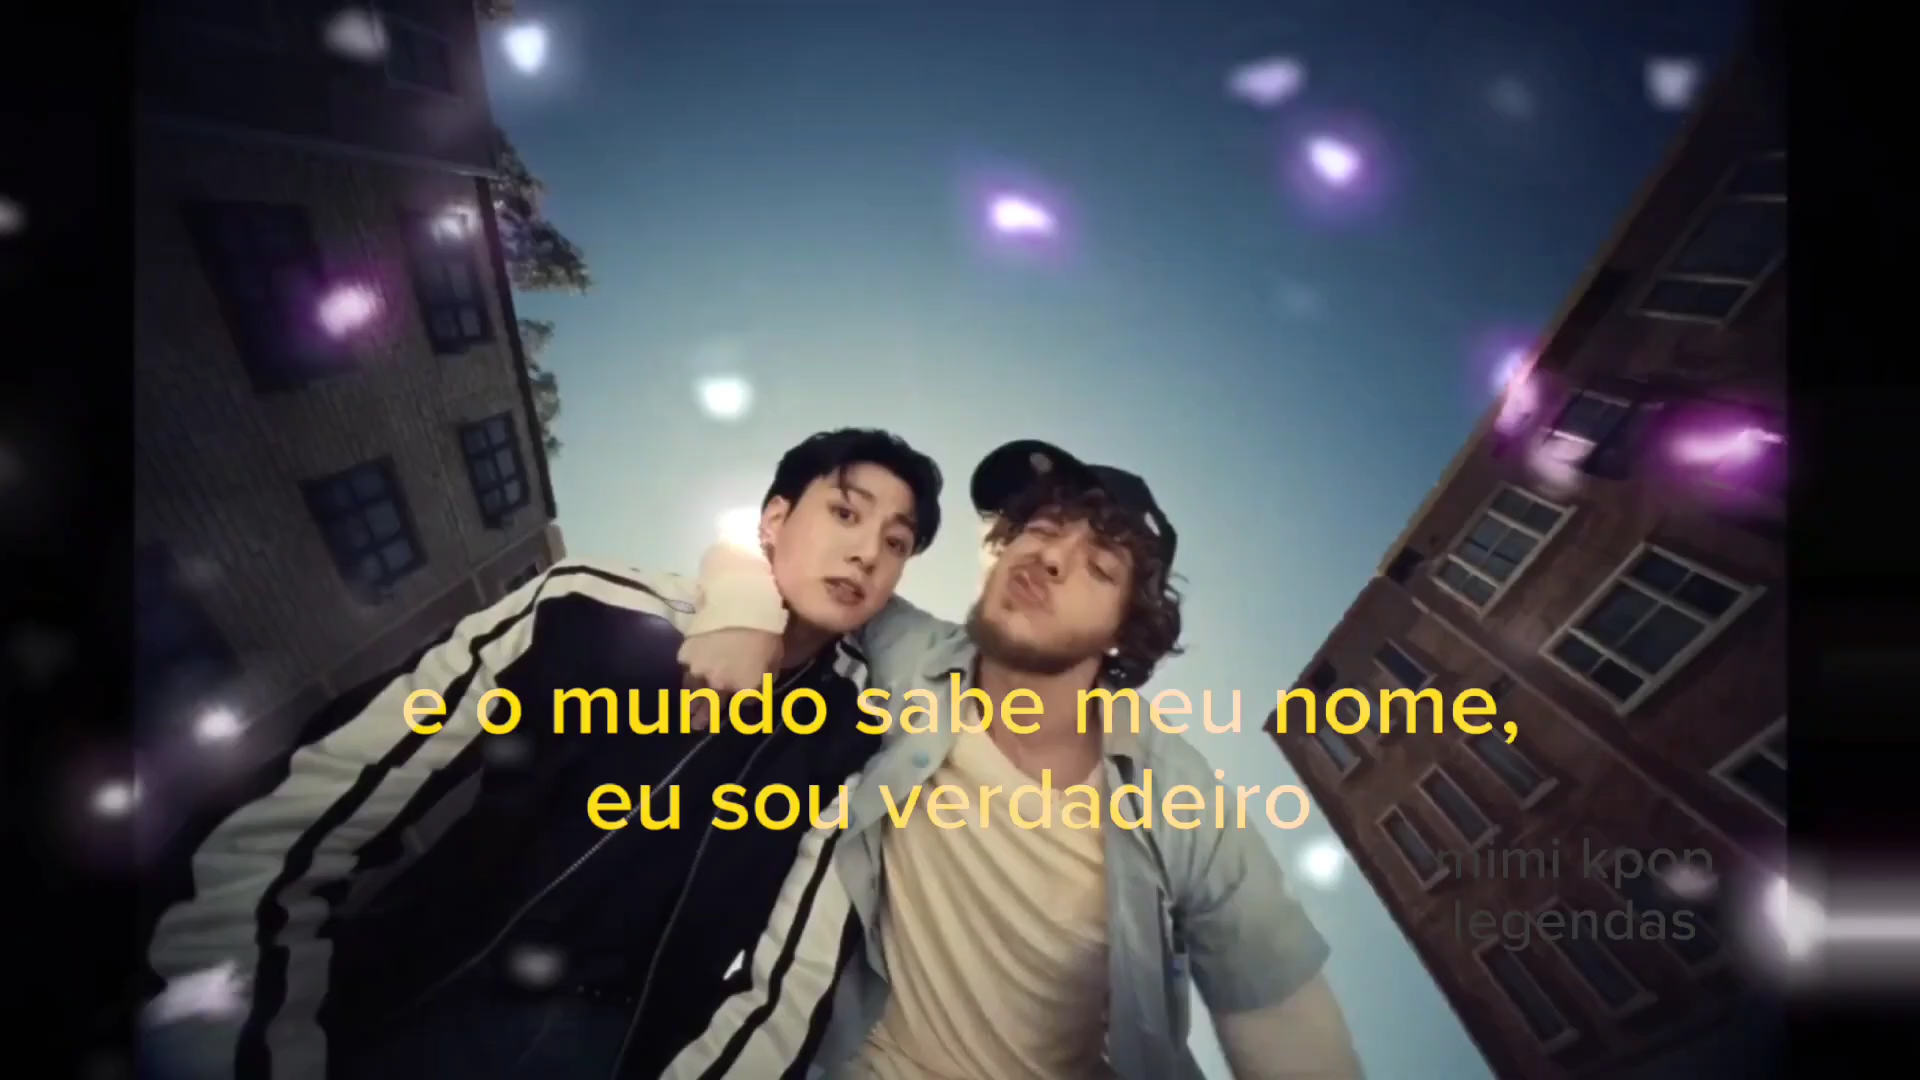 e o mundo sabe meu nome,
eu sou verdadeiro
mimi kpop
legendas